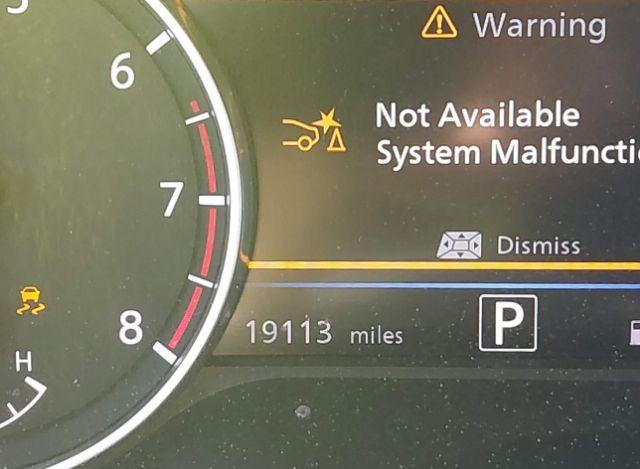 Warning
6
Not Available
System Malfuncti
7
Dismiss
8
19113 miles
P
H